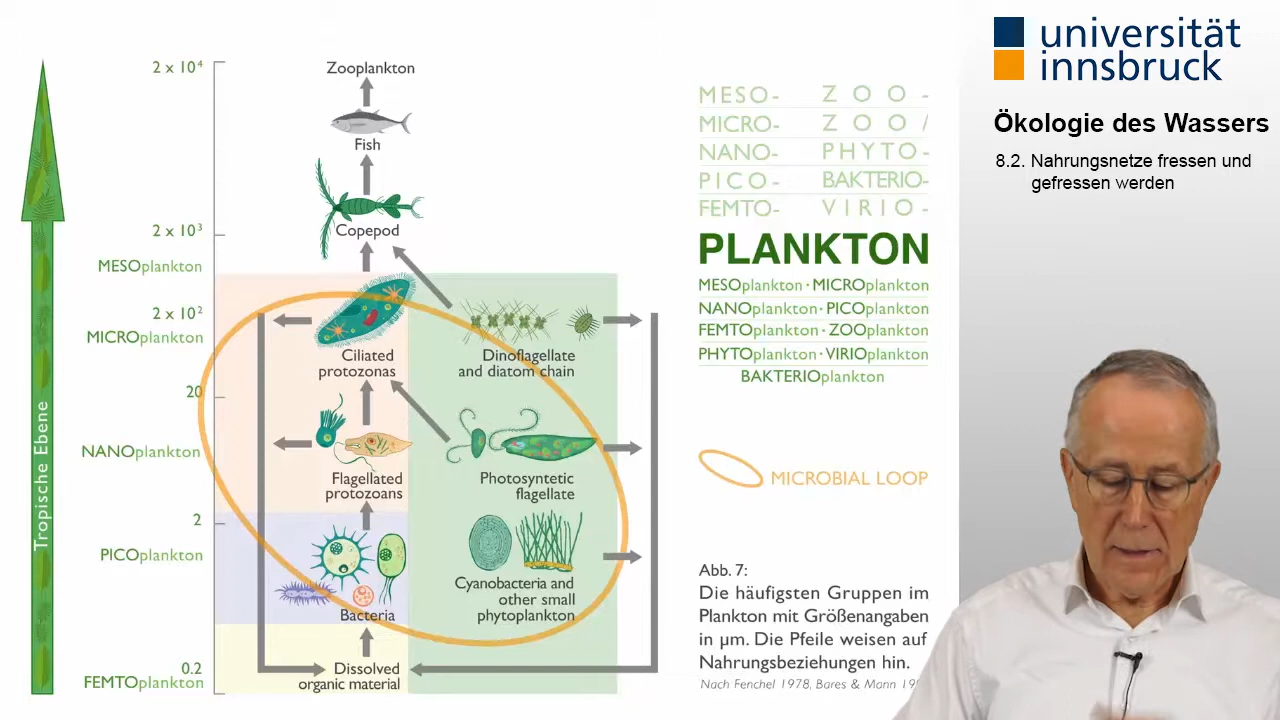 Tropische Ebene
2 x 10⁴
2 x 10³
MESOplankton
2 x 10²
MICROplankton
20
NANOplankton
2
PICOplankton
0.2
FEMTOplankton
Zooplankton
Fish
Copepod
Ciliated
protozonas
Dinoflagellate
and diatom chain
Flagellated
protozoans
Photosyntetic
flagellate
Bacteria
Cyanobacteria and
other small
phytoplankton
Dissolved
organic material
MESO- ZOO-
MICRO- ZOO/
NANO- PHYTO-
PICO- BAKTERIO-
FEMTO- VIRIO-
PLANKTON
MESOplankton · MICROplankton
NANOplankton · PICOplankton
FEMTOplankton · ZOOplankton
PHYTOplankton · VIRIOplankton
BAKTERIOplankton
MICROBIAL LOOP
Abb. 7:
Die häufigsten Gruppen im
Plankton mit Größenangaben
in µm. Die Pfeile weisen auf
Nahrungsbeziehungen hin.
Nach Fenchel 1978, Bares & Mann
universität
innsbruck
Ökologie des Wassers
8.2. Nahrungsnetze fressen und
gefressen werden